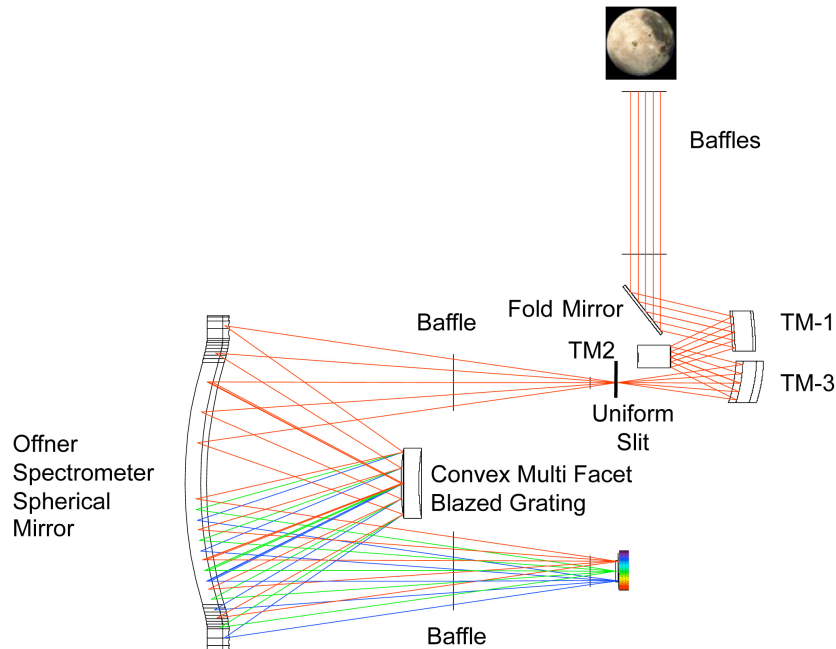 Baffles
Fold Mirror
TM-1
Baffle
TM2
TM-3
Uniform
Slit
Offner
Spectrometer
Spherical
Mirror
Convex Multi Facet
Blazed Grating
Baffle